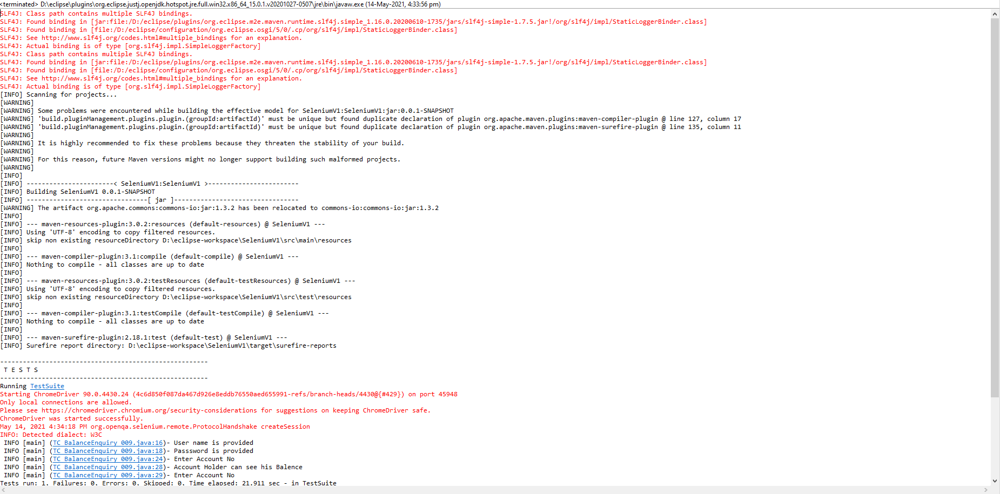 <terminated> D:\eclipse\plugins\org.eclipse.justj.openjdk.hotspot.jre.full.win32.x86_64_15.0.1.v20201027-0507\jre\bin\javaw.exe (14-May-2021, 4:33:56 pm)
SLF4J: Class path contains multiple SLF4J bindings.
SLF4J: Found binding in [jar:file:/D:/eclipse/plugins/org.eclipse.m2e.maven.runtime.slf4j.simple_1.16.0.20200610-1735/jars/slf4j-simple-1.7.5.jar!/org/slf4j/impl/StaticLoggerBinder.class]
SLF4J: Found binding in [file:/D:/eclipse/configuration/org.eclipse.osgi/5/0/.cp/org/slf4j/impl/StaticLoggerBinder.class]
SLF4J: See http://www.slf4j.org/codes.html#multiple_bindings for an explanation.
SLF4J: Actual binding is of type [org.slf4j.impl.SimpleLoggerFactory]
SLF4J: Class path contains multiple SLF4J bindings.
SLF4J: Found binding in [jar:file:/D:/eclipse/plugins/org.eclipse.m2e.maven.runtime.slf4j.simple_1.16.0.20200610-1735/jars/slf4j-simple-1.7.5.jar!/org/slf4j/impl/StaticLoggerBinder.class]
SLF4J: Found binding in [file:/D:/eclipse/configuration/org.eclipse.osgi/5/0/.cp/org/slf4j/impl/StaticLoggerBinder.class]
SLF4J: See http://www.slf4j.org/codes.html#multiple_bindings for an explanation.
SLF4J: Actual binding is of type [org.slf4j.impl.SimpleLoggerFactory]
[INFO] Scanning for projects...
[WARNING]
[WARNING] Some problems were encountered while building the effective model for SeleniumV1:SeleniumV1:jar:0.0.1-SNAPSHOT
[WARNING] 'build.pluginManagement.plugins.plugin.(groupId:artifactId)' must be unique but found duplicate declaration of plugin org.apache.maven.plugins:maven-compiler-plugin @ line 127, column 17
[WARNING] 'build.pluginManagement.plugins.plugin.(groupId:artifactId)' must be unique but found duplicate declaration of plugin org.apache.maven.plugins:maven-surefire-plugin @ line 135, column 11
[WARNING]
[WARNING] It is highly recommended to fix these problems because they threaten the stability of your build.
[WARNING]
[WARNING] For this reason, future Maven versions might no longer support building such malformed projects.
[WARNING]
[INFO]
[INFO] -----------------------< SeleniumV1:SeleniumV1 >------------------------
[INFO] Building SeleniumV1 0.0.1-SNAPSHOT
[INFO] --------------------------------[ jar ]---------------------------------
[WARNING] The artifact org.apache.commons:commons-io:jar:1.3.2 has been relocated to commons-io:commons-io:jar:1.3.2
[INFO]
[INFO] --- maven-resources-plugin:3.0.2:resources (default-resources) @ SeleniumV1 ---
[INFO] Using 'UTF-8' encoding to copy filtered resources.
[INFO] skip non existing resourceDirectory D:\eclipse-workspace\SeleniumV1\src\main\resources
[INFO]
[INFO] --- maven-compiler-plugin:3.1:compile (default-compile) @ SeleniumV1 ---
[INFO] Nothing to compile - all classes are up to date
[INFO]
[INFO] --- maven-resources-plugin:3.0.2:testResources (default-testResources) @ SeleniumV1 ---
[INFO] Using 'UTF-8' encoding to copy filtered resources.
[INFO] skip non existing resourceDirectory D:\eclipse-workspace\SeleniumV1\src\test\resources
[INFO]
[INFO] --- maven-compiler-plugin:3.1:testCompile (default-testCompile) @ SeleniumV1 ---
[INFO] Nothing to compile - all classes are up to date
[INFO]
[INFO] --- maven-surefire-plugin:2.18.1:test (default-test) @ SeleniumV1 ---
[INFO] Surefire report directory: D:\eclipse-workspace\SeleniumV1\target\surefire-reports
-------------------------------------------------------
T E S T S
-------------------------------------------------------
Running TestSuite
Starting ChromeDriver 90.0.4430.24 (4c6d850f087da467d926e8eddb76550aed655991-refs/branch-heads/4430@{#429}) on port 45948
Only local connections are allowed.
Please see https://chromedriver.chromium.org/security-considerations for suggestions on keeping ChromeDriver safe.
ChromeDriver was started successfully.
May 14, 2021 4:34:18 PM org.openqa.selenium.remote.ProtocolHandshake createSession
INFO: Detected dialect: W3C
INFO [main] (TC_BalanceEnquiry_009.java:16)- User name is provided
INFO [main] (TC_BalanceEnquiry_009.java:18)- Passsword is provided
INFO [main] (TC_BalanceEnquiry_009.java:24)- Enter Account No
INFO [main] (TC_BalanceEnquiry_009.java:28)- Account Holder can see his Balence
INFO [main] (TC_BalanceEnquiry_009.java:29)- Enter Account No
Tests run: 1, Failures: 0, Errors: 0, Skipped: 0, Time elapsed: 21.911 sec - in TestSuite